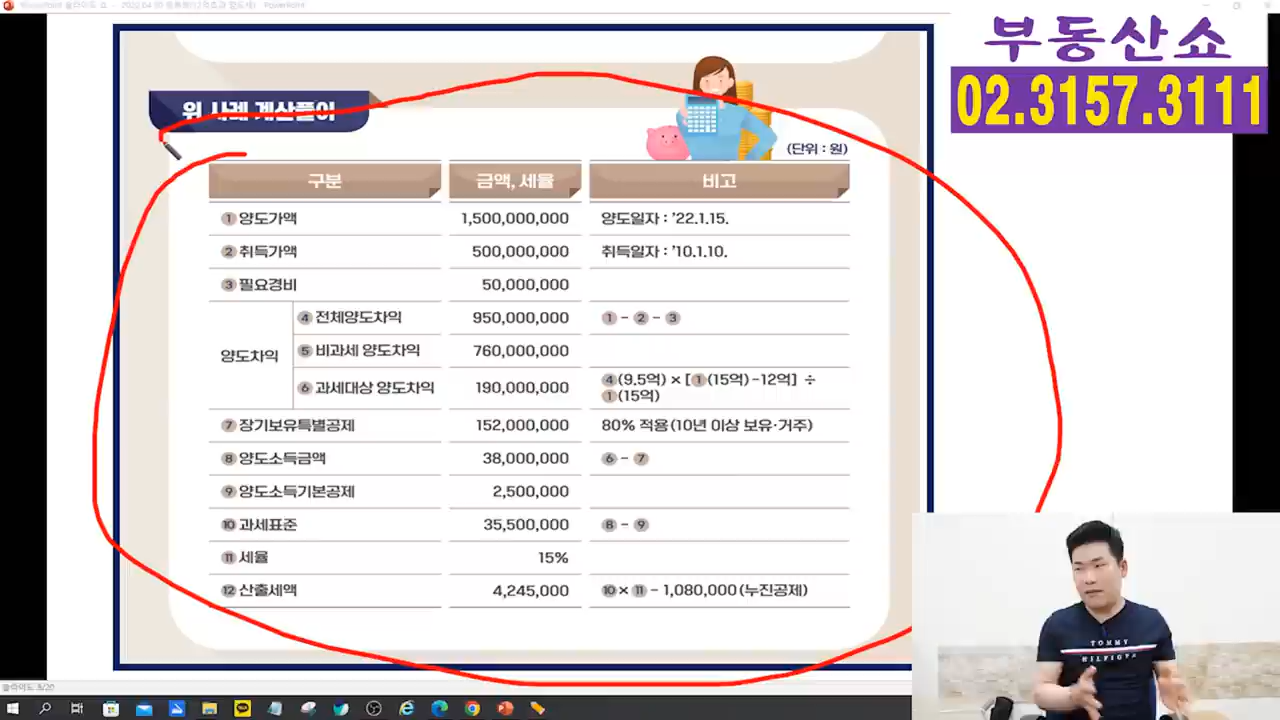 부동산쇼
02.3157.3111
위 사례 계산풀이
(단위 : 원)
구분 금액, 세율 비고
① 양도가액 1,500,000,000 양도일자 : ’22.1.15.
② 취득가액 500,000,000 취득일자 : ’10.1.10.
③ 필요경비 50,000,000
양도차익
④ 전체양도차익 950,000,000 ① - ② - ③
⑤ 비과세 양도차익 760,000,000
⑥ 과세대상 양도차익 190,000,000 ④(9.5억) × [①(15억) -12억] ÷
①(15억)
⑦ 장기보유특별공제 152,000,000 80% 적용(10년 이상 보유·거주)
⑧ 양도소득금액 38,000,000 ⑥ - ⑦
⑨ 양도소득기본공제 2,500,000
⑩ 과세표준 35,500,000 ⑧ - ⑨
⑪ 세율 15%
⑫ 산출세액 4,245,000 ⑩×⑪ - 1,080,000(누진공제)
TOMMY
HILFIGER